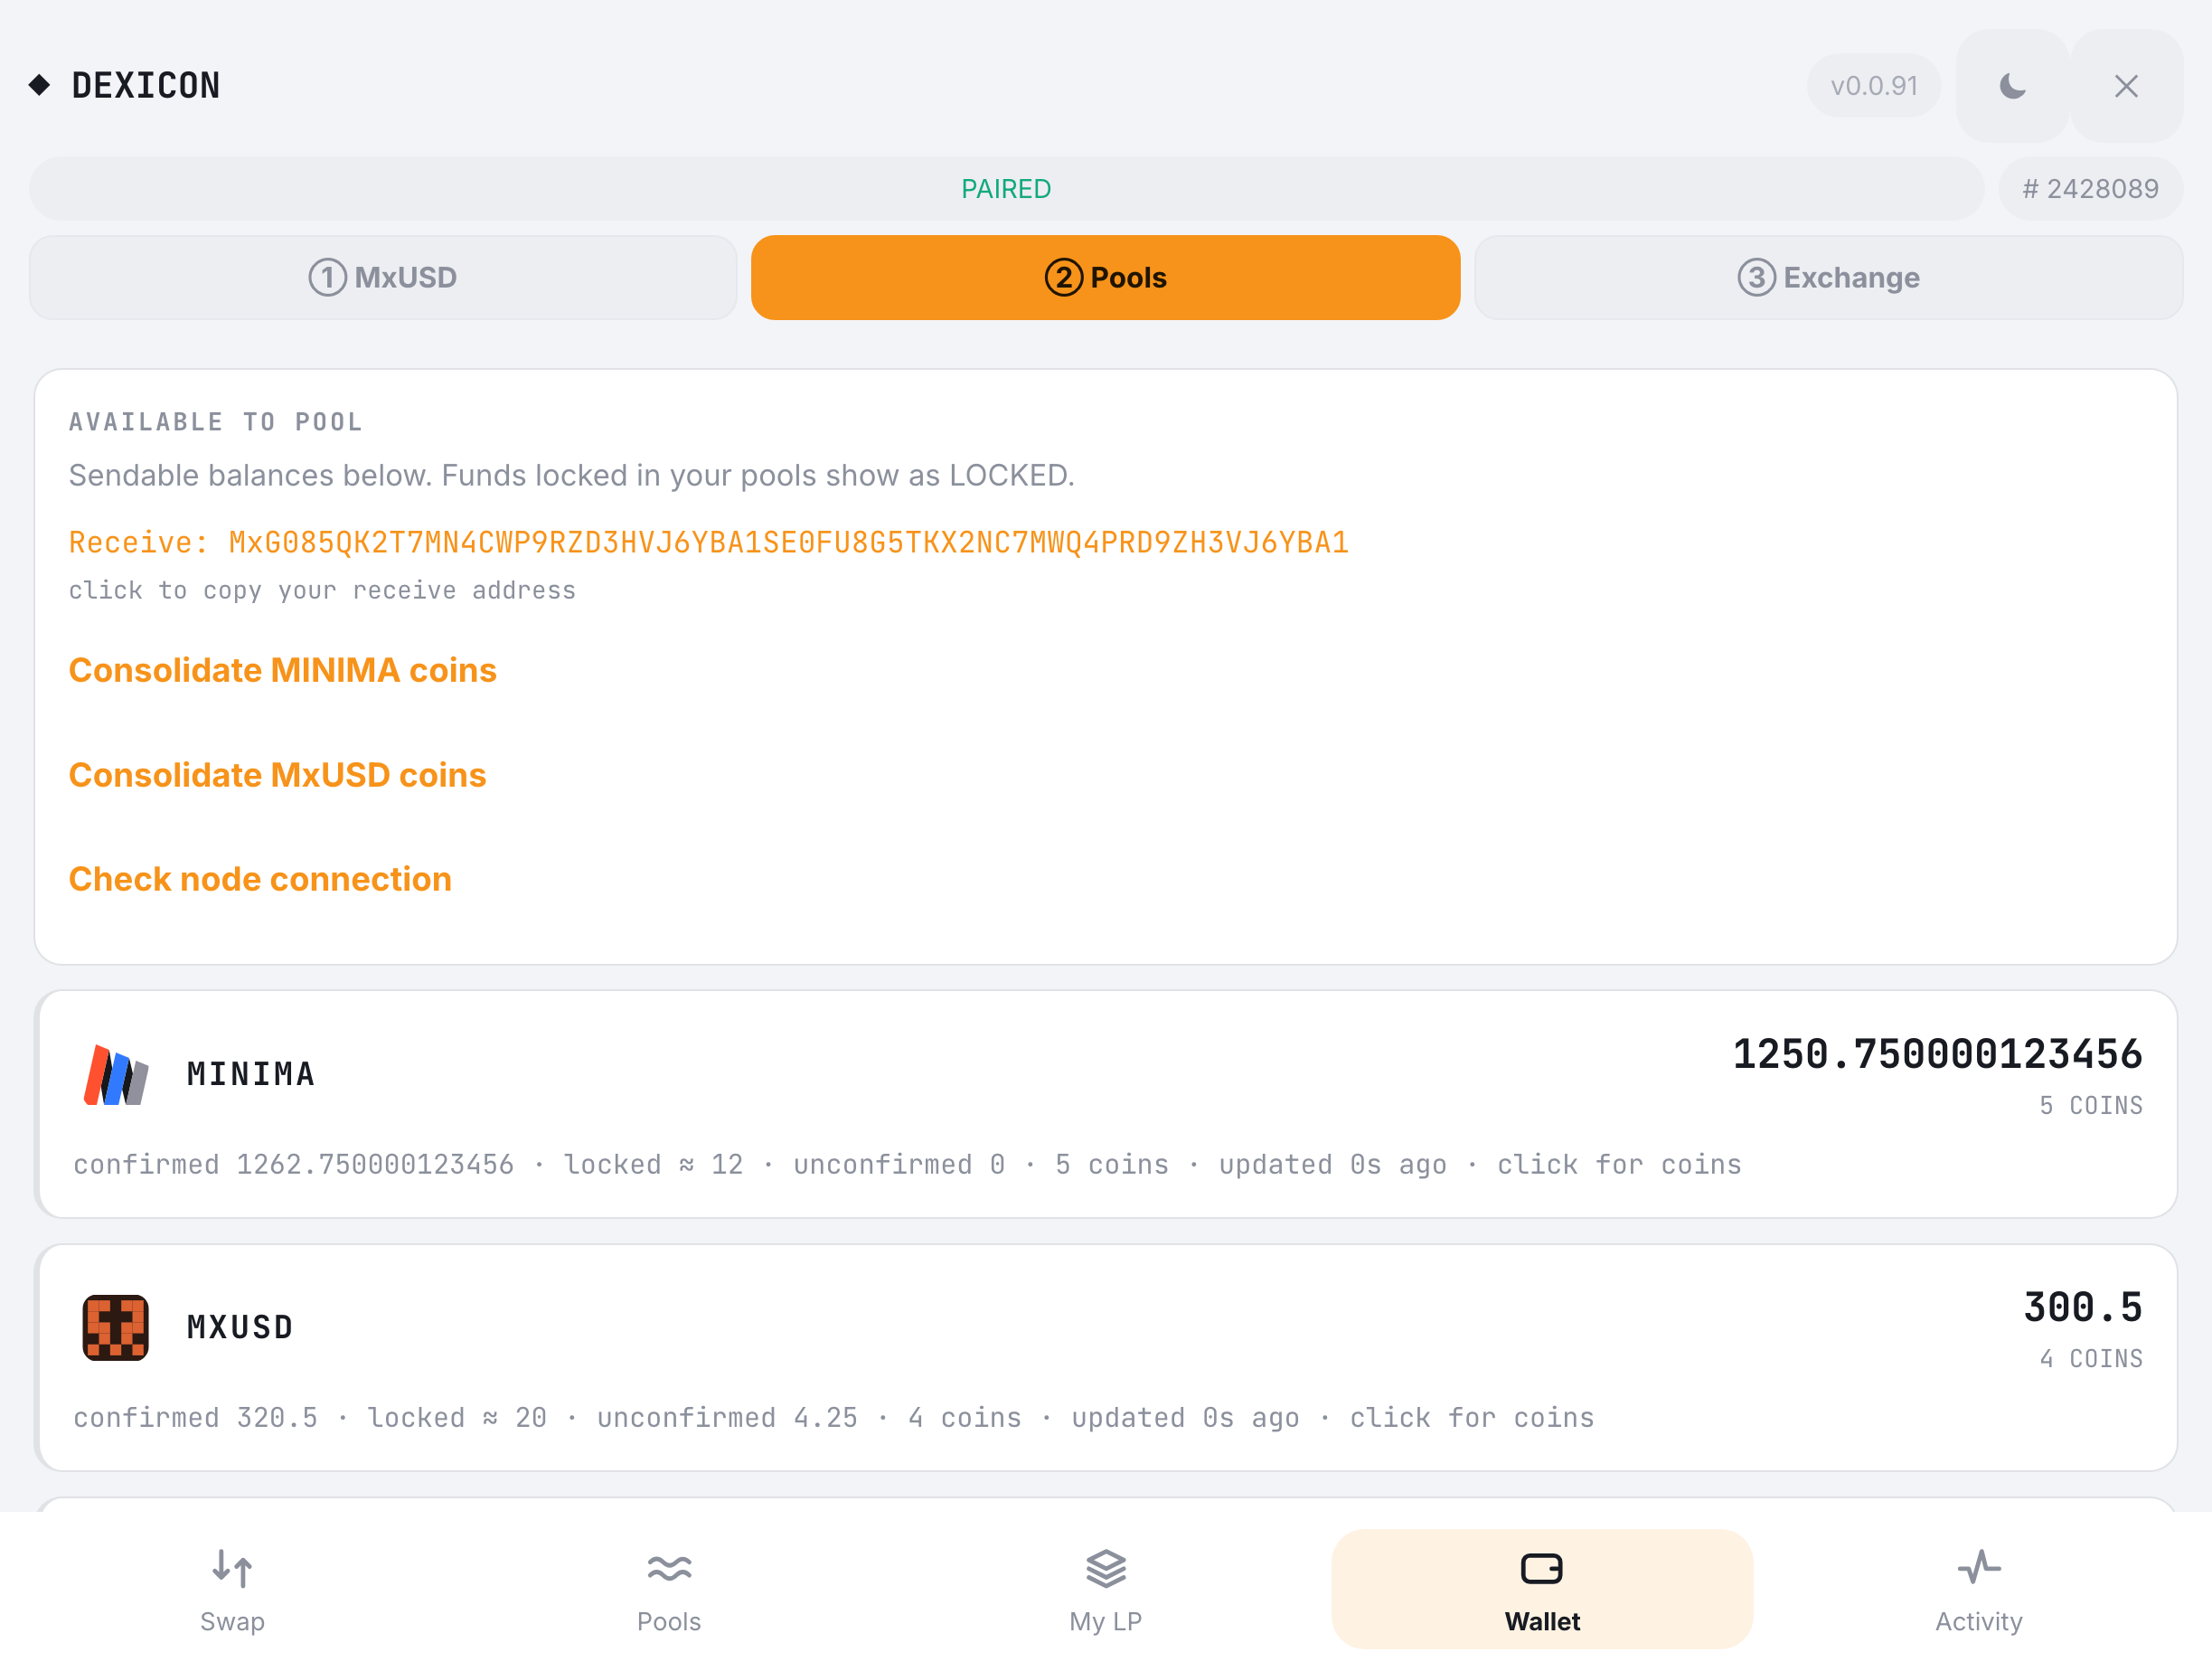 DEXICON
v0.0.91
PAIRED
# 2428089
1 MxUSD
2 Pools
3 Exchange
AVAILABLE TO POOL
Sendable balances below. Funds locked in your pools show as LOCKED.
Receive: MxG085QK2T7MN4CWP9RZD3HVJ6YBA1SE0FU8G5TKX2NC7MWQ4PRD9ZH3VJ6YBA1
click to copy your receive address
Consolidate MINIMA coins
Consolidate MxUSD coins
Check node connection
MINIMA
1250.750000123456
5 COINS
confirmed 1262.750000123456 · locked ≈ 12 · unconfirmed 0 · 5 coins · updated 0s ago · click for coins
MXUSD
300.5
4 COINS
confirmed 320.5 · locked ≈ 20 · unconfirmed 4.25 · 4 coins · updated 0s ago · click for coins
Swap
Pools
My LP
Wallet
Activity